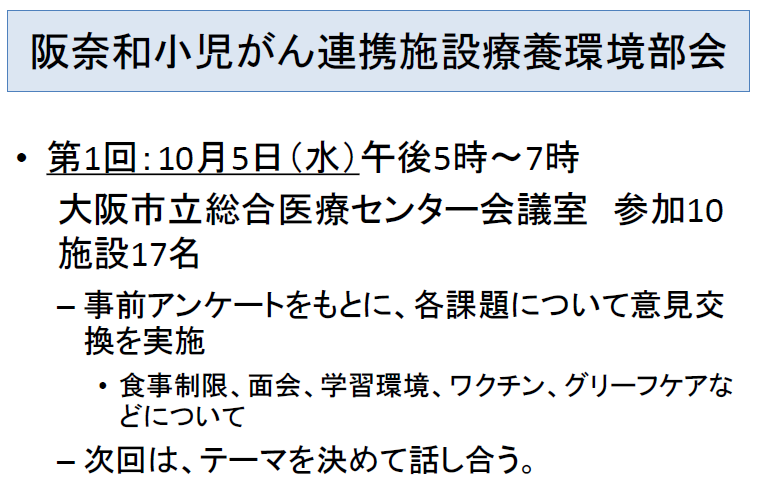 阪奈和小児がん連携施設療養環境部会
• 第1回：10月5日（水）午後5時～7時
大阪市立総合医療センター会議室　参加10
施設17名
– 事前アンケートをもとに、各課題について意見交
換を実施
• 食事制限、面会、学習環境、ワクチン、グリーフケアな
どについて
– 次回は、テーマを決めて話し合う。